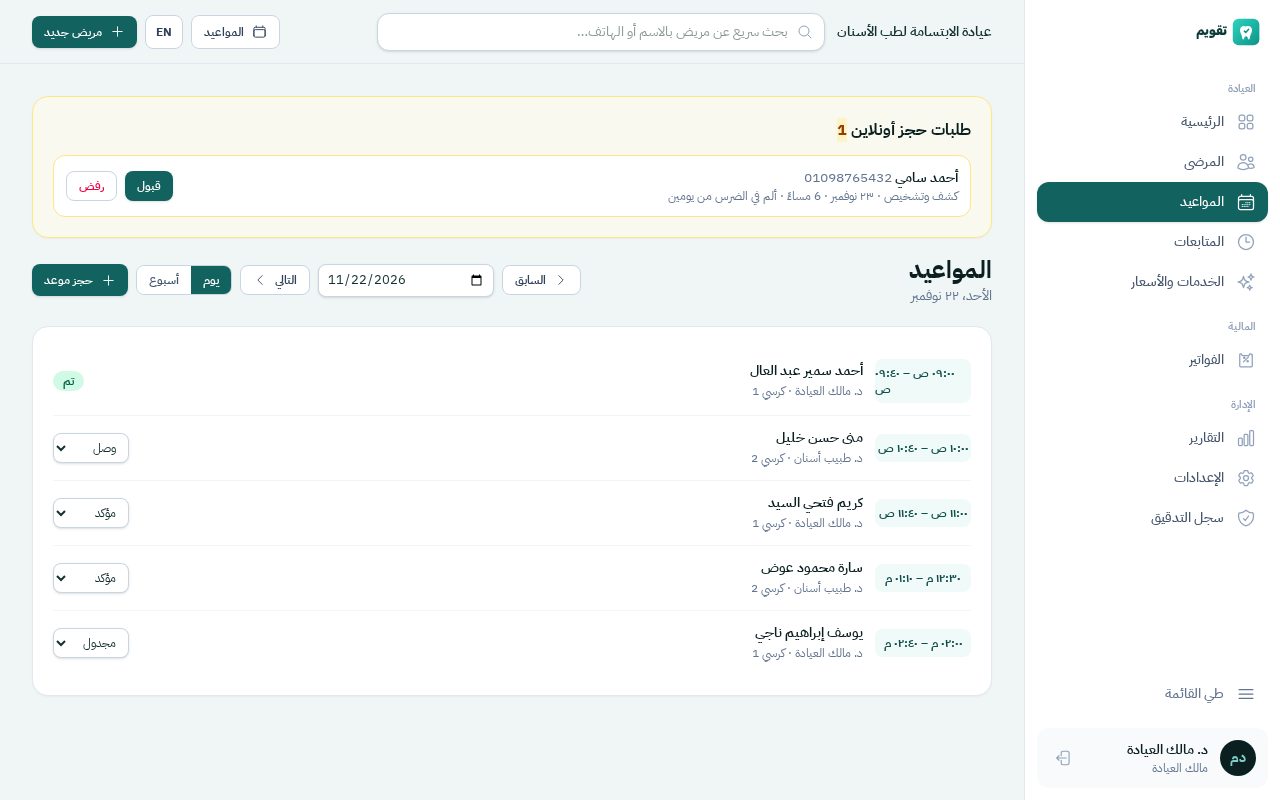 تقويم
العيادة
الرئيسية
المرضى
المواعيد
المتابعات
الخدمات والأسعار
المالية
الفواتير
الإدارة
التقارير
الإعدادات
سجل التدقيق
طي القائمة
دم
د. مالك العيادة
مالك العيادة
عيادة الابتسامة لطب الأسنان
بحث سريع عن مريض بالاسم أو الهاتف...
المواعيد
EN
مريض جديد
طلبات حجز أونلاين 1
أحمد سامي 01098765432
كشف وتشخيص · ٢٣ نوفمبر · 6 مساءً · ألم في الضرس من يومين
قبول
رفض
المواعيد
الأحد، ٢٢ نوفمبر
السابق
11/22/2026
التالي
يوم
أسبوع
حجز موعد
٠٩:٠٠ ص – ٠٩:٤٠ ص
أحمد سمير عبد العال
د. مالك العيادة · كرسي 1
تم
١٠:٠٠ ص – ١٠:٤٠ ص
منى حسن خليل
د. طبيب أسنان · كرسي 2
وصل
١١:٠٠ ص – ١١:٤٠ ص
كريم فتحي السيد
د. مالك العيادة · كرسي 1
مؤكد
١٢:٣٠ م – ٠١:١٠ م
سارة محمود عوض
د. طبيب أسنان · كرسي 2
مؤكد
٠٢:٠٠ م – ٠٢:٤٠ م
يوسف إبراهيم ناجي
د. مالك العيادة · كرسي 1
مجدول